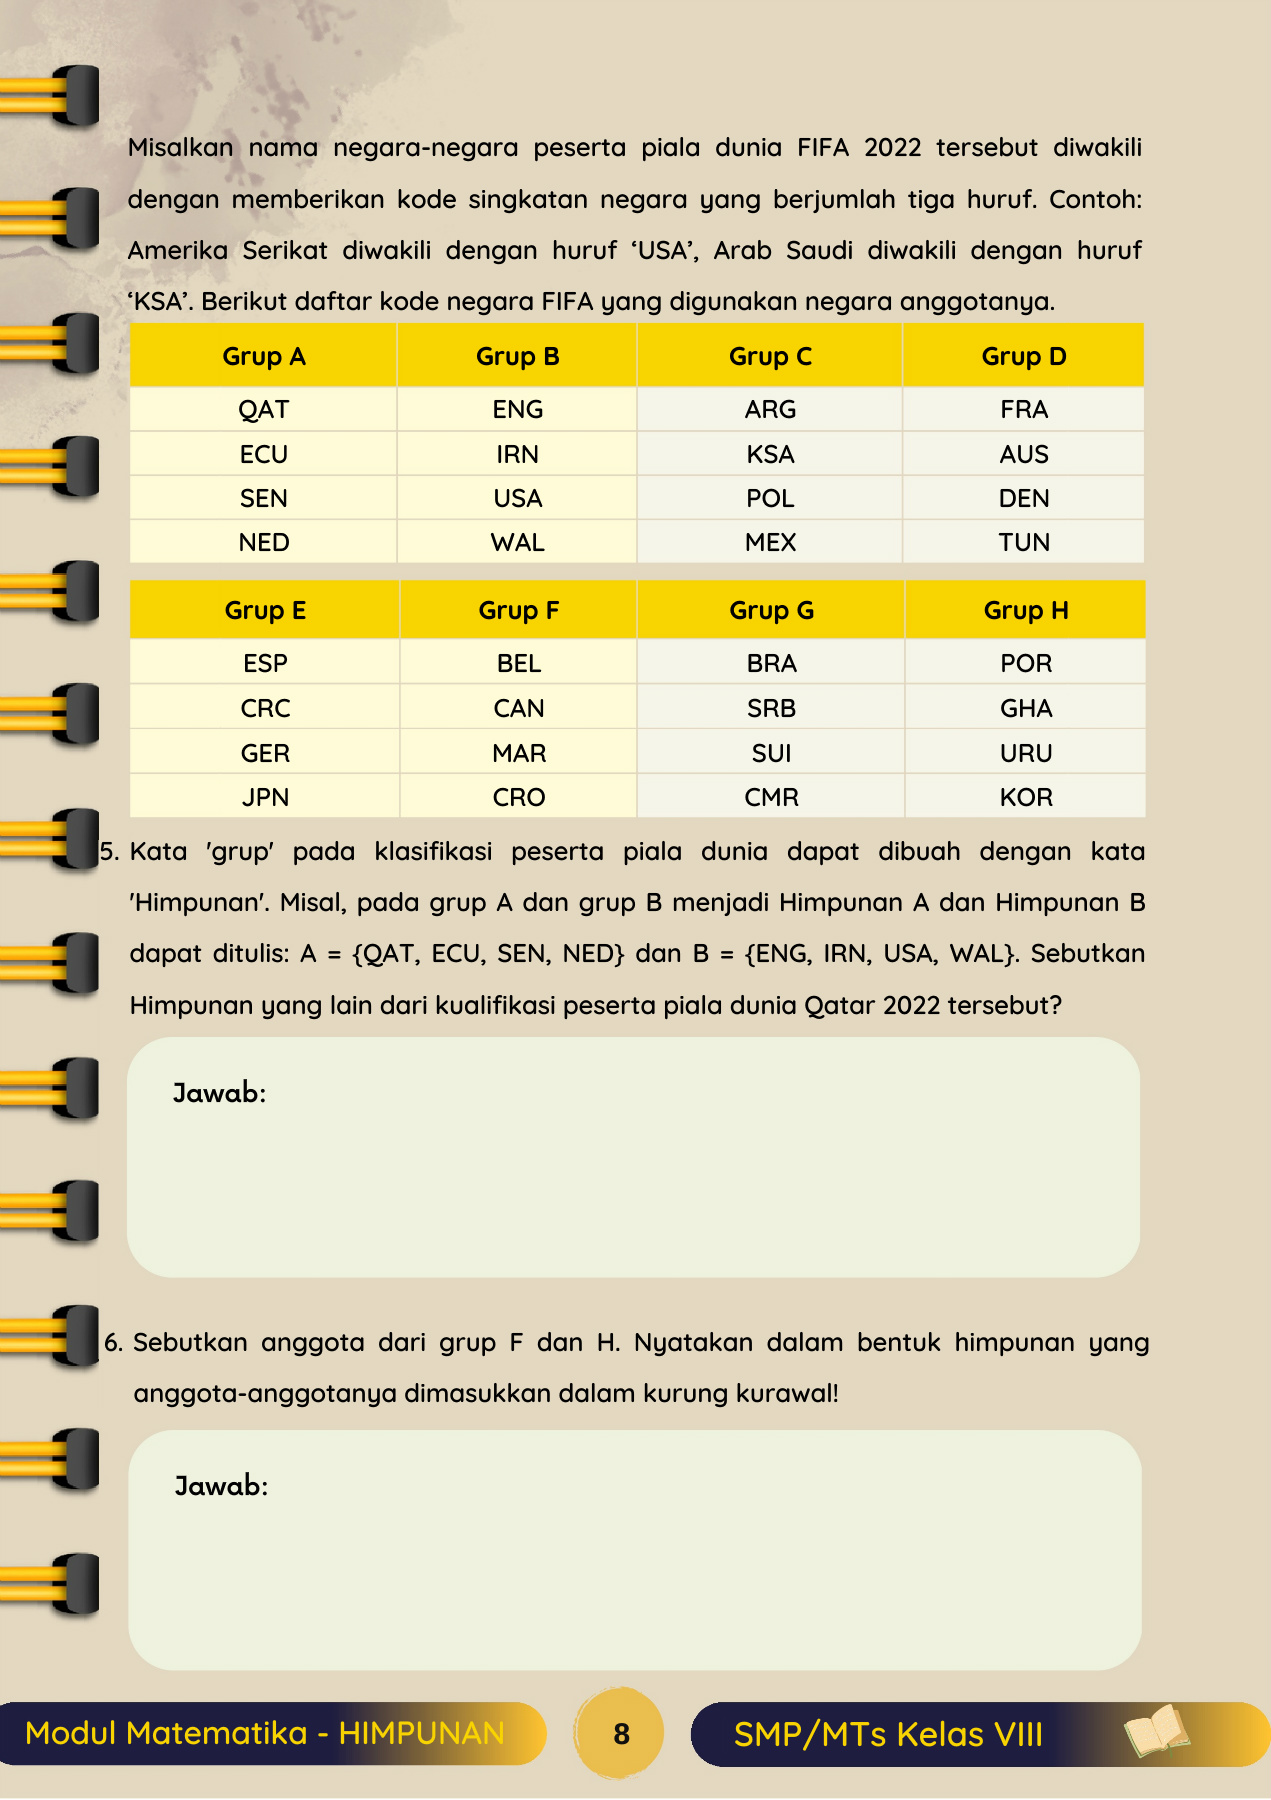 Misalkan nama negara-negara peserta piala dunia FIFA 2022 tersebut diwakili
dengan memberikan kode singkatan negara yang berjumlah tiga huruf. Contoh:
Amerika Serikat diwakili dengan huruf ‘USA’, Arab Saudi diwakili dengan huruf
‘KSA’. Berikut daftar kode negara FIFA yang digunakan negara anggotanya.
Grup A Grup B Grup C Grup D
QAT ENG ARG FRA
ECU IRN KSA AUS
SEN USA POL DEN
NED WAL MEX TUN
Grup E Grup F Grup G Grup H
ESP BEL BRA POR
CRC CAN SRB GHA
GER MAR SUI URU
JPN CRO CMR KOR
5. Kata 'grup' pada klasifikasi peserta piala dunia dapat dibuah dengan kata
'Himpunan'. Misal, pada grup A dan grup B menjadi Himpunan A dan Himpunan B
dapat ditulis: A = {QAT, ECU, SEN, NED} dan B = {ENG, IRN, USA, WAL}. Sebutkan
Himpunan yang lain dari kualifikasi peserta piala dunia Qatar 2022 tersebut?
Jawab:
6. Sebutkan anggota dari grup F dan H. Nyatakan dalam bentuk himpunan yang
anggota-anggotanya dimasukkan dalam kurung kurawal!
Jawab:
Modul Matematika - HIMPUNAN 8 SMP/MTs Kelas VIII